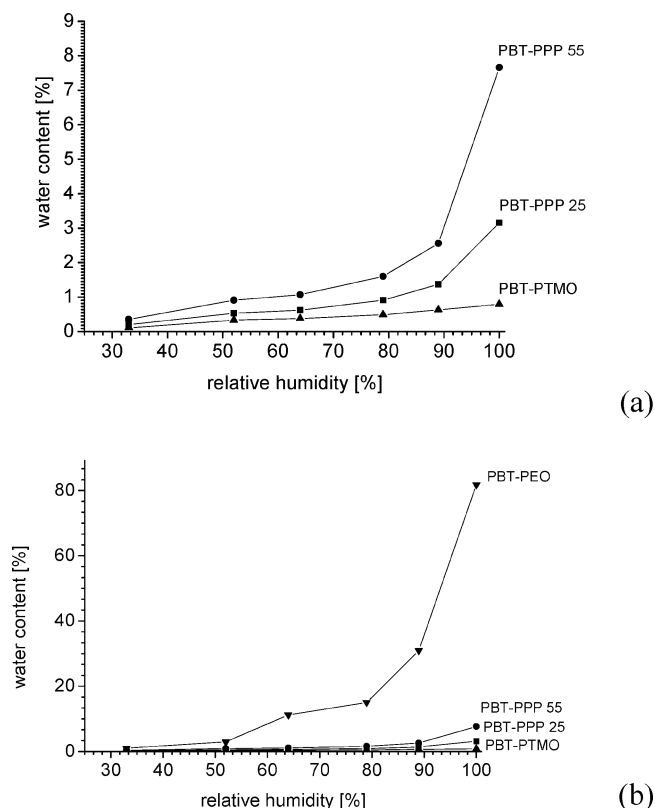 9
8
7
6
5
4
3
2
1
0
water content [%]
PBT-PPP 55
PBT-PPP 25
PBT-PTMO
30 40 50 60 70 80 90 100
relative humidity [%]
(a)
80
60
40
20
0
water content [%]
PBT-PEO
PBT-PPP 55
PBT-PPP 25
PBT-PTMO
30 40 50 60 70 80 90 100
relative humidity [%]
(b)